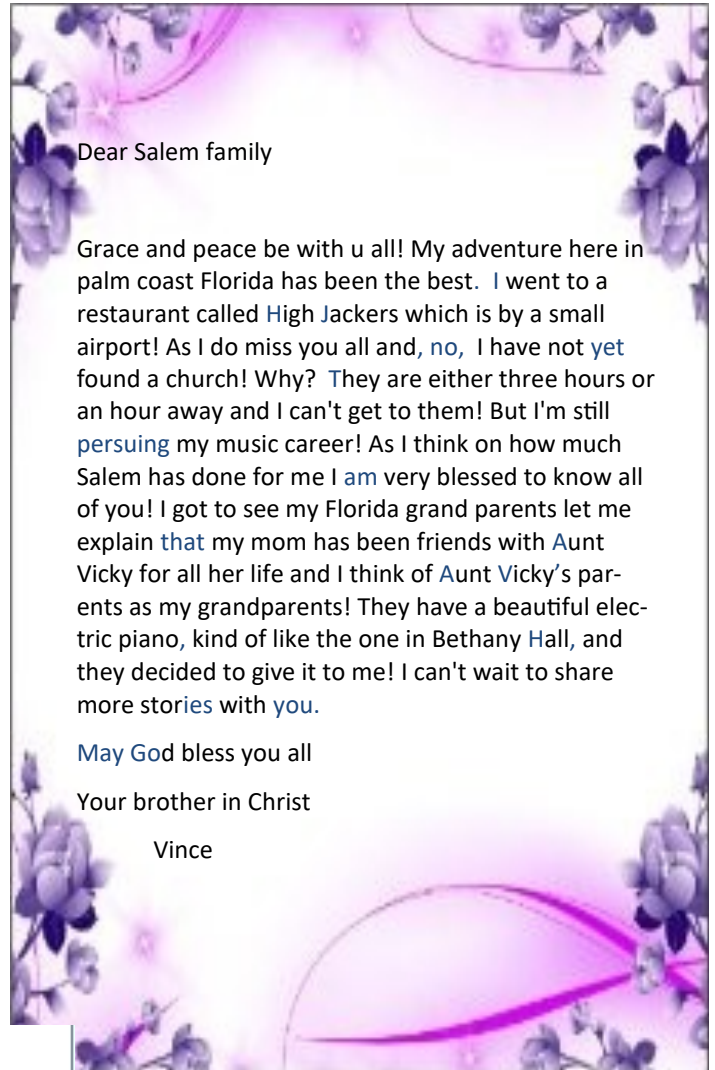 Dear Salem family
Grace and peace be with u all! My adventure here in
palm coast Florida has been the best.  I went to a
restaurant called High Jackers which is by a small
airport! As I do miss you all and, no,  I have not yet
found a church! Why?  They are either three hours or
an hour away and I can't get to them! But I'm still
persuing my music career! As I think on how much
Salem has done for me I am very blessed to know all
of you! I got to see my Florida grand parents let me
explain that my mom has been friends with Aunt
Vicky for all her life and I think of Aunt Vicky’s par-
ents as my grandparents! They have a beautiful elec-
tric piano, kind of like the one in Bethany Hall, and
they decided to give it to me! I can't wait to share
more stories with you.
May God bless you all
Your brother in Christ
Vince